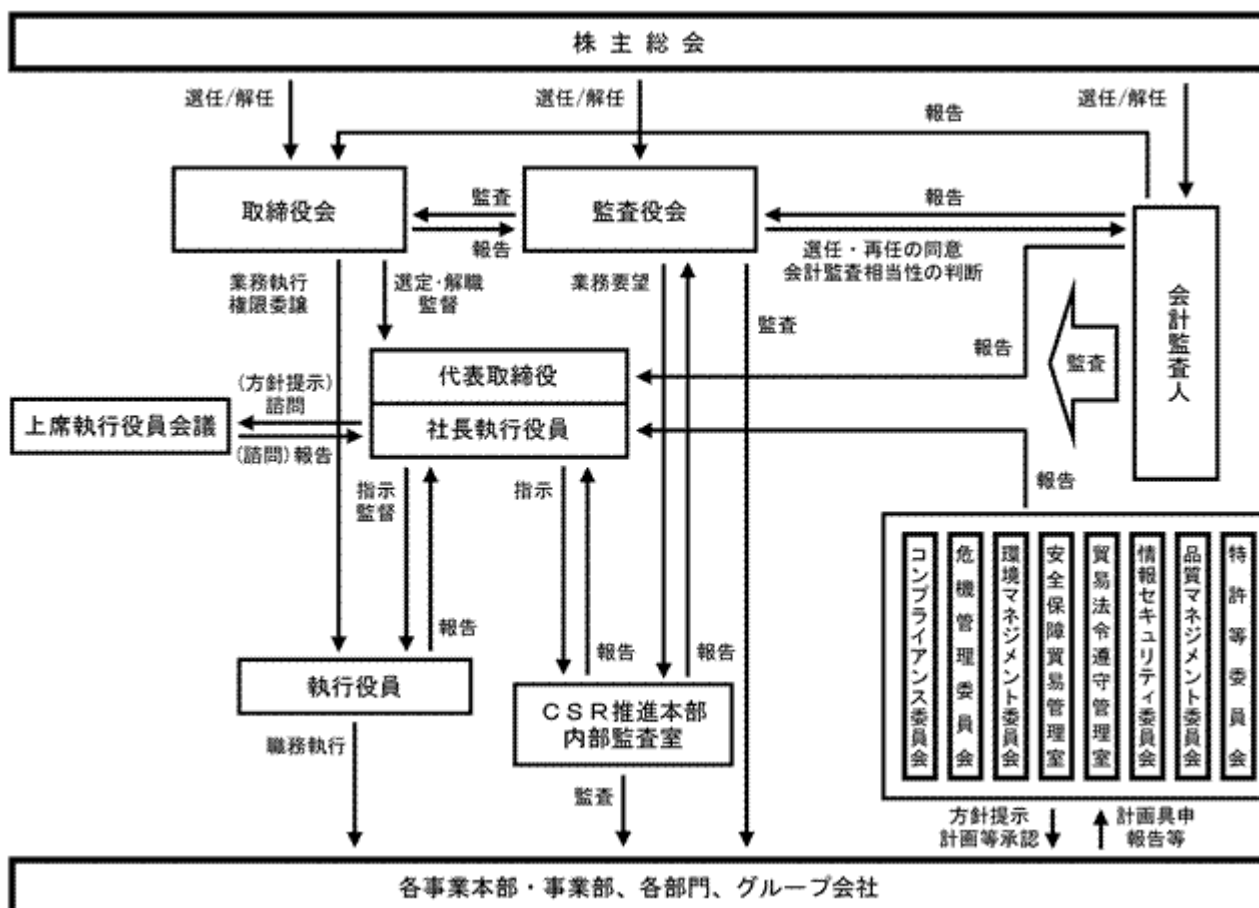 株主総会
選任/解任
選任/解任
選任/解任
報告
取締役会
監査
報告
監査役会
報告
選任・再任の同意
会計監査相当性の判断
会計監査人
業務執行
権限委譲
選定・解職
監督
業務要望
監査
報告
監査
代表取締役
社長執行役員
(方針提示)
諮問
上席執行役員会議
(諮問)報告
指示
監督
指示
報告
報告
報告
報告
執行役員
CSR推進本部
内部監査室
職務執行
監査
コンプライアンス委員会
危機管理委員会
環境マネジメント委員会
安全保障貿易管理室
貿易法令遵守管理室
情報セキュリティ委員会
品質マネジメント委員会
特許等委員会
方針提示
計画等承認
計画具申
報告等
各事業本部・事業部、各部門、グループ会社